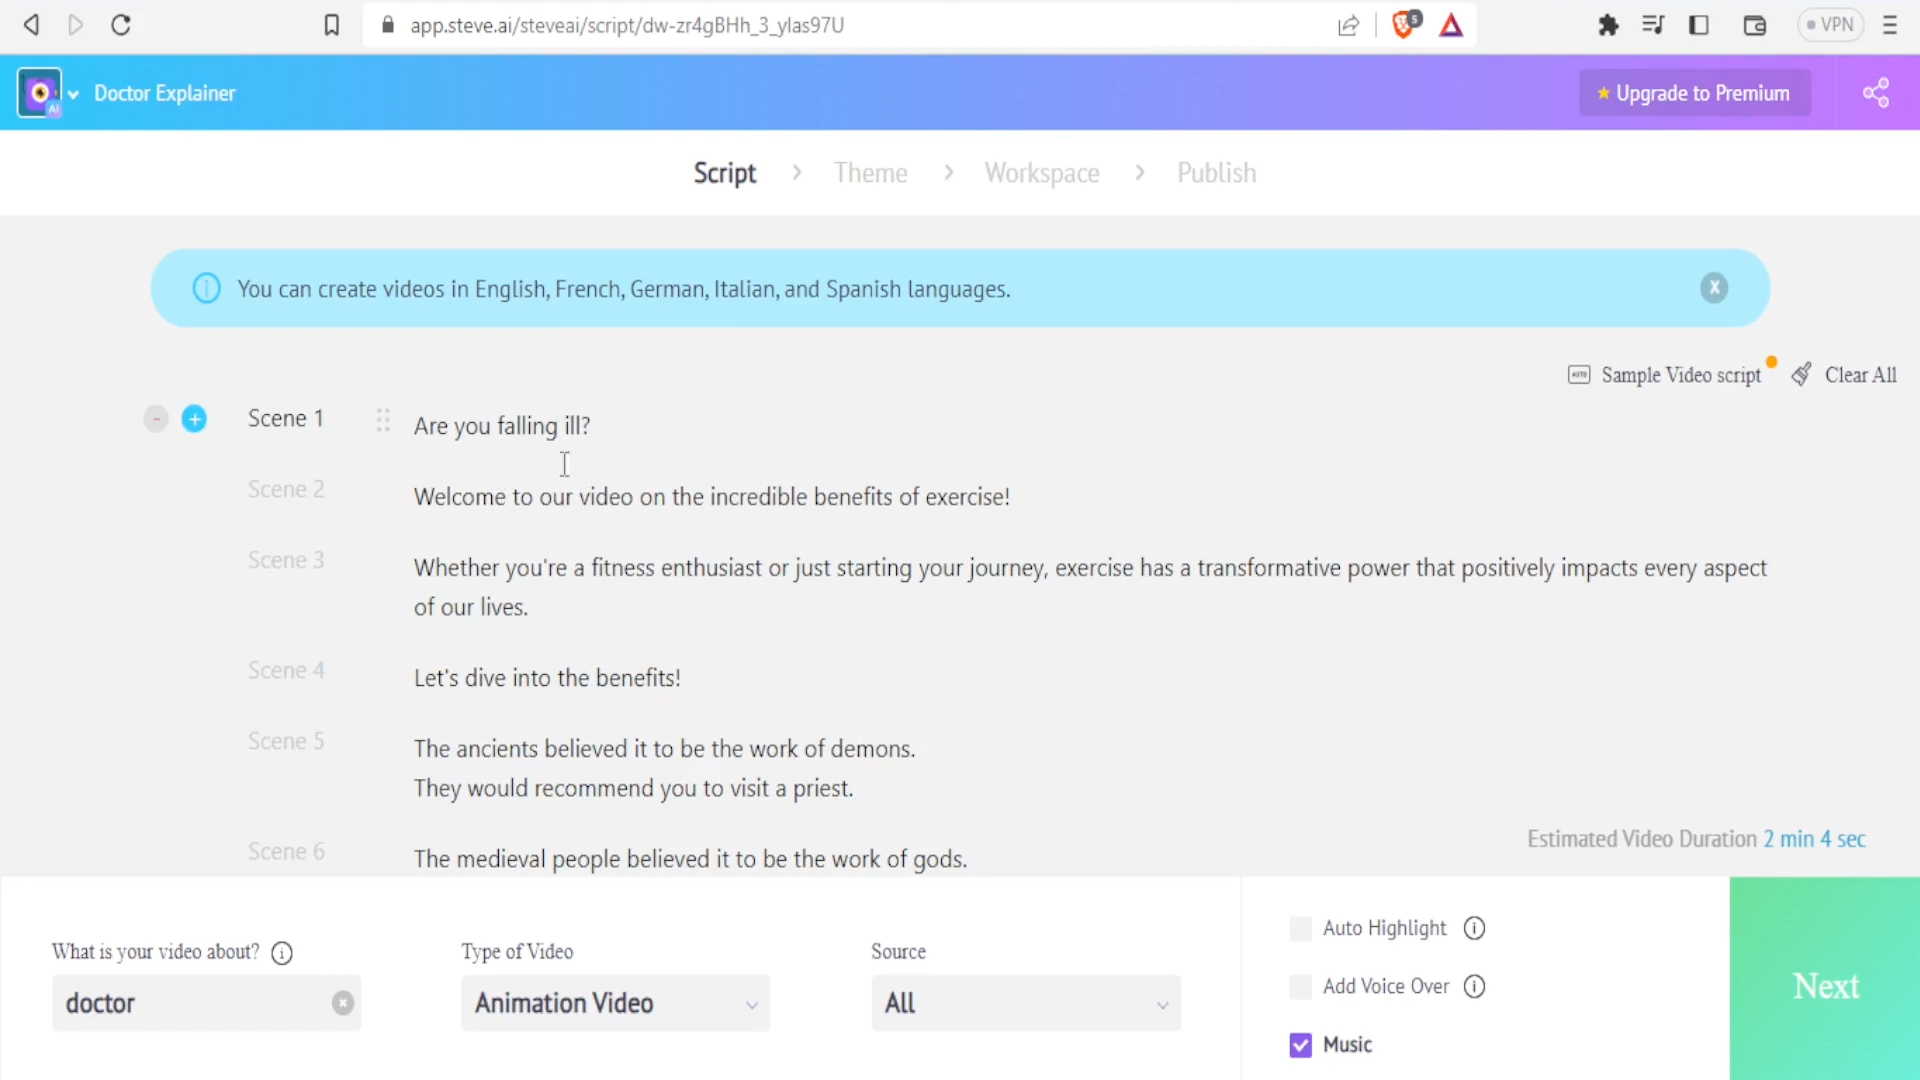 app.steve.ai/steveai/script/dw-zr4gBHh_3_ylas97U
5
VPN
AI
Doctor Explainer
Upgrade to Premium
Script > Theme > Workspace > Publish
You can create videos in English, French, German, Italian, and Spanish languages.
X
AUTO Sample Video script
Clear All
- + Scene 1 Are you falling ill?
Scene 2 Welcome to our video on the incredible benefits of exercise!
Scene 3 Whether you're a fitness enthusiast or just starting your journey, exercise has a transformative power that positively impacts every aspect
of our lives.
Scene 4 Let's dive into the benefits!
Scene 5 The ancients believed it to be the work of demons.
They would recommend you to visit a priest.
Scene 6 The medieval people believed it to be the work of gods.
Estimated Video Duration 2 min 4 sec
What is your video about?
doctor
Type of Video
Animation Video
Source
All
Auto Highlight
Add Voice Over
Music
Next